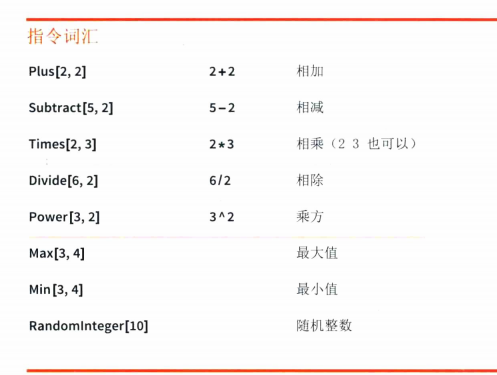 指令词汇
Plus[2, 2] 2+2 相加
Subtract[5, 2] 5-2 相减
Times[2, 3] 2*3 相乘（2 3 也可以）
Divide[6, 2] 6/2 相除
Power[3, 2] 3^2 乘方
Max[3, 4] 最大值
Min[3, 4] 最小值
RandomInteger[10] 随机整数